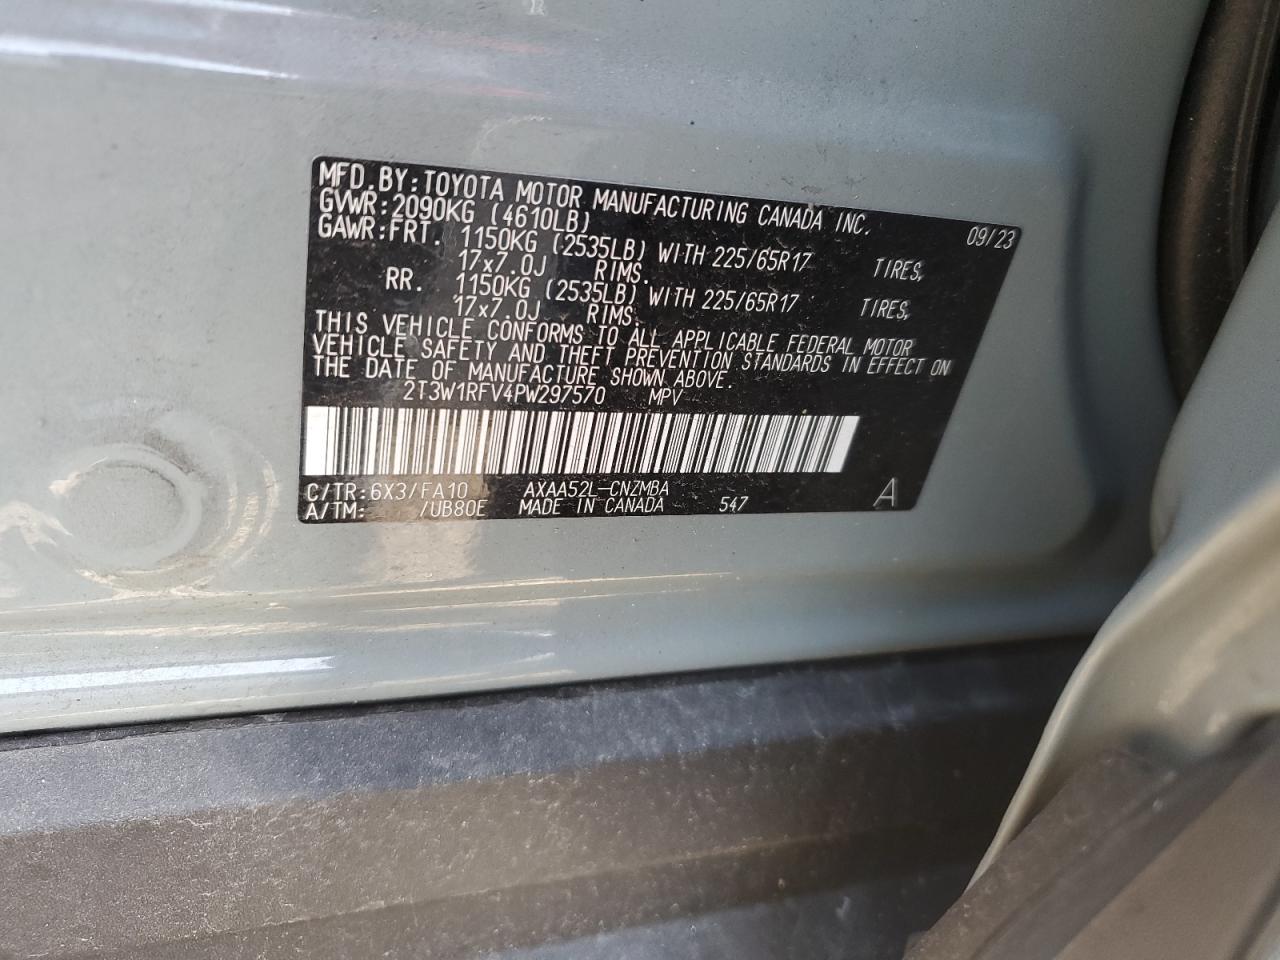 MFD.BY:TOYOTA MOTOR MANUFACTURING CANADA INC. 09/23
GVWR:2090KG (4610LB)
GAWR:FRT. 1150KG (2535LB) WITH 225/65R17 TIRES,
17x7.0J RIMS.
RR. 1150KG (2535LB) WITH 225/65R17 TIRES,
17x7.0J RIMS.
THIS VEHICLE CONFORMS TO ALL APPLICABLE FEDERAL MOTOR
VEHICLE SAFETY AND THEFT PREVENTION STANDARDS IN EFFECT ON
THE DATE OF MANUFACTURE SHOWN ABOVE.
2T3W1RFV4PW297570 MPV
C/TR:6X3/FA10 AXAA52L-CNZMBA
A/TM: /UB80E MADE IN CANADA 547 A